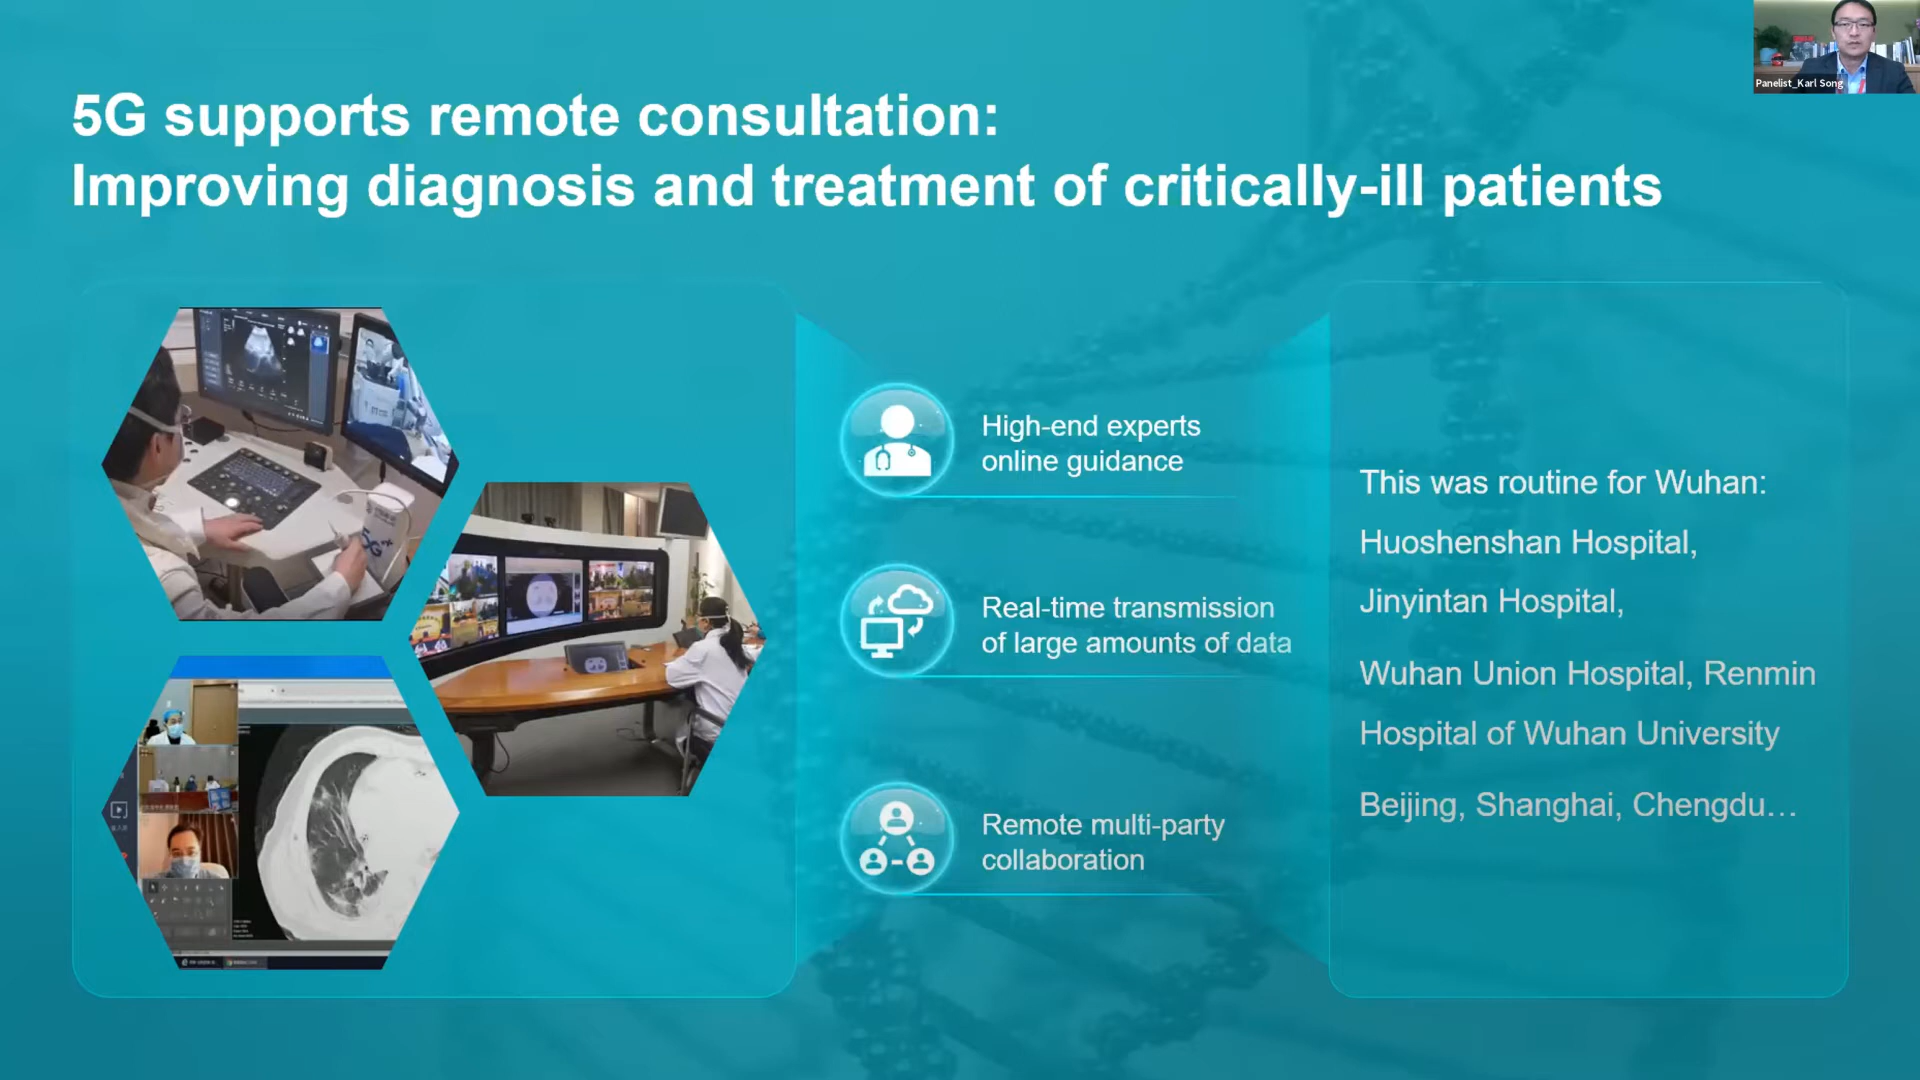 Panelist_Karl Song
5G supports remote consultation:
Improving diagnosis and treatment of critically-ill patients
5G
High-end experts
online guidance
Real-time transmission
of large amounts of data
Remote multi-party
collaboration
This was routine for Wuhan:
Huoshenshan Hospital,
Jinyintan Hospital,
Wuhan Union Hospital, Renmin
Hospital of Wuhan University
Beijing, Shanghai, Chengdu…